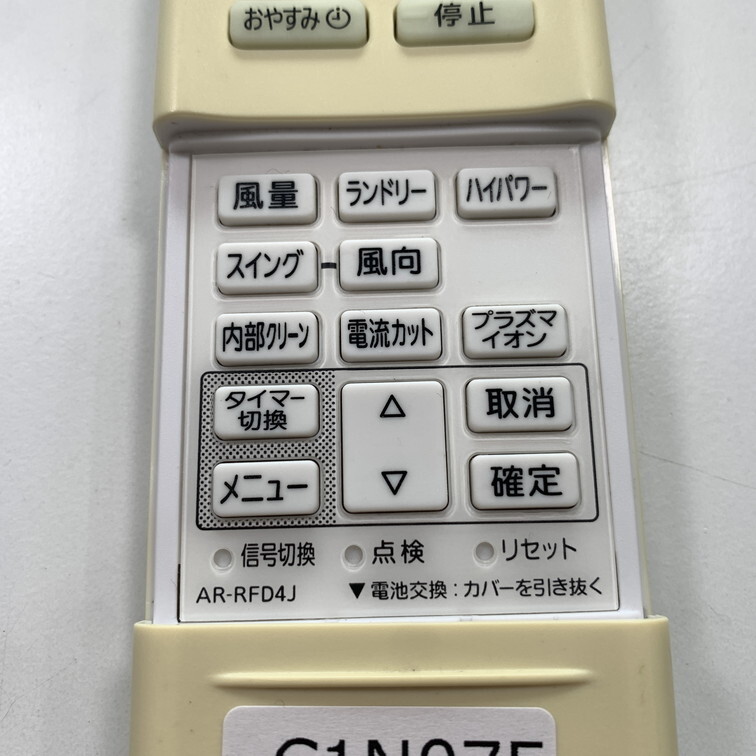 おやすみ 停止
風量 ランドリー ハイパワー
スイング 風向
内部クリーン 電流カット プラズマ
イオン
タイマー
切換
△ 取消
メニュー ▽ 確定
信号切換 点検 リセット
AR-RFD4J ▼電池交換:カバーを引き抜く